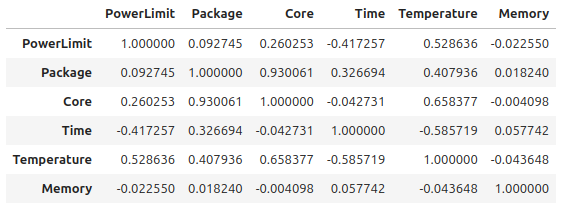 PowerLimit Package Core Time Temperature Memory
PowerLimit 1.000000 0.092745 0.260253 -0.417257 0.528636 -0.022550
Package 0.092745 1.000000 0.930061 0.326694 0.407936 0.018240
Core 0.260253 0.930061 1.000000 -0.042731 0.658377 -0.004098
Time -0.417257 0.326694 -0.042731 1.000000 -0.585719 0.057742
Temperature 0.528636 0.407936 0.658377 -0.585719 1.000000 -0.043648
Memory -0.022550 0.018240 -0.004098 0.057742 -0.043648 1.000000